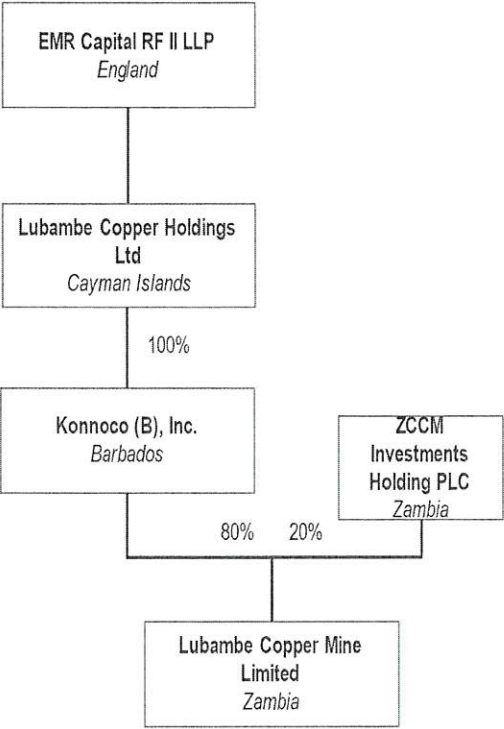 EMR Capital RF II LLP
England
Lubambe Copper Holdings
Ltd
Cayman Islands
100%
Konnoco (B), Inc.
Barbados
ZCCM
Investments
Holding PLC
Zambia
80% 20%
Lubambe Copper Mine
Limited
Zambia